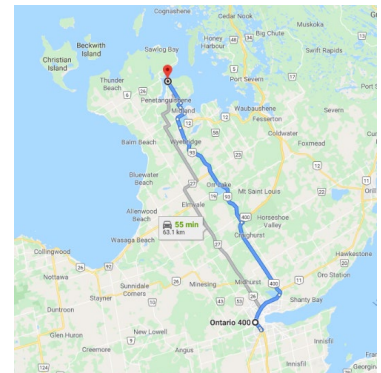 Cognashene
Cedar Nook
Muskoka
Honey
Harbour
Big Chute
Beckwith
Island
Sawlog Bay
Swift Rapids
Christian
Island
Thunder
Beach
Port Severn
Penetanguishene
Midland
Waubaushene
Fesserton
Severn
Wyebridge
Coldwater
Foxmead
Balm Beach
Bluewater
Beach
Orr Lake
Mt Saint Louis
Elmvale
Allenwood
Beach
55 min
63.1 km
Horseshoe
Valley
Craighurst
Wasaga Beach
Collingwood
Hawkestone
Nottawa
Sunnidale
Corners
Minesing
Midhurst
Oro Station
Stayner
Shanty Bay
Duntroon
Ontario 400
Glen Huron
New Lowell
Creemore
Angus
Innisfil